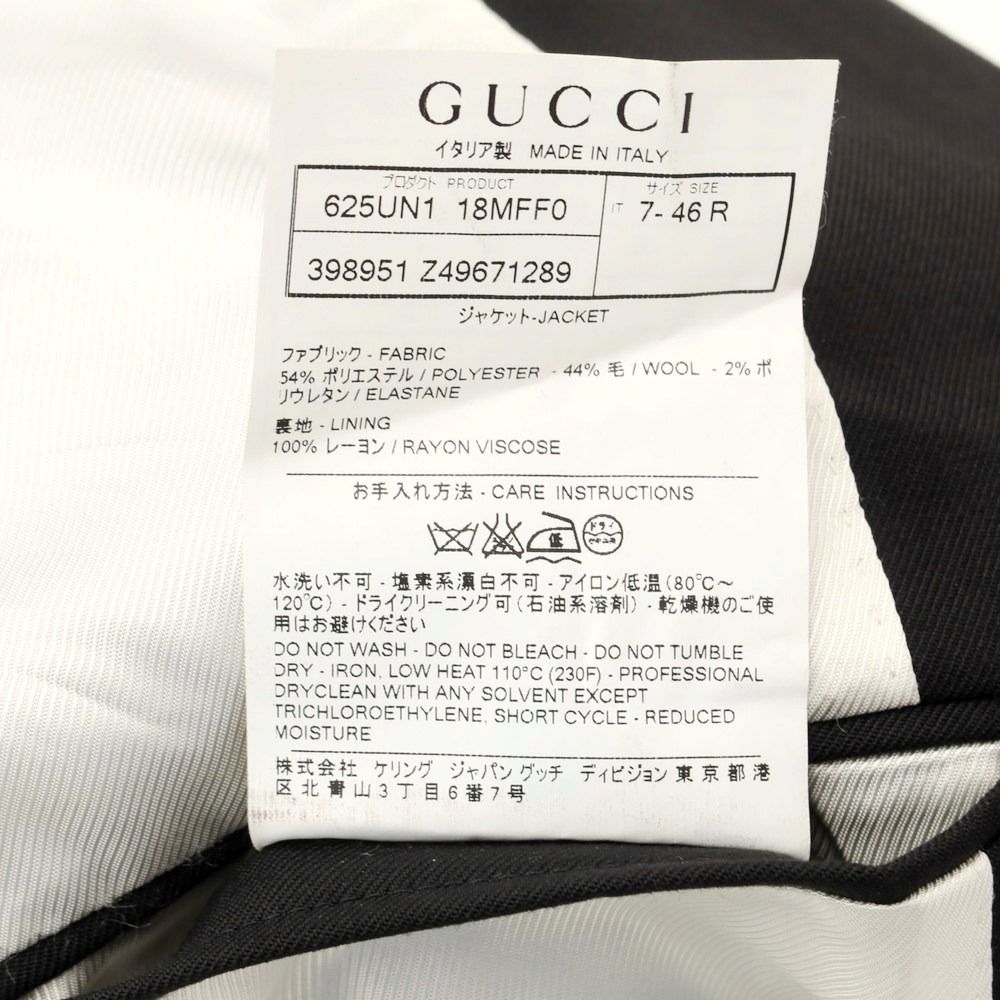 GUCCI
イタリア製 MADE IN ITALY
プロダクト PRODUCT
625UN1 18MFF0
サイズ SIZE
IT 7- 46 R
398951 Z49671289
ジャケット-JACKET
ファブリック - FABRIC
54% ポリエステル / POLYESTER - 44% 毛 / WOOL - 2% ポ
リウレタン / ELASTANE
裏地 - LINING
100% レーヨン / RAYON VISCOSE
お手入れ方法 - CARE INSTRUCTIONS
低
ドライ
セキユ系
水洗い不可 - 塩素系漂白不可 - アイロン低温 (80°C～
120°C) - ドライクリーニング可 (石油系溶剤) - 乾燥機のご使
用はお避けください
DO NOT WASH - DO NOT BLEACH - DO NOT TUMBLE
DRY - IRON, LOW HEAT 110°C (230F) - PROFESSIONAL
DRYCLEAN WITH ANY SOLVENT EXCEPT
TRICHLOROETHYLENE, SHORT CYCLE - REDUCED
MOISTURE
株式会社 ケリング ジャパン グッチ ディビジョン 東京都港
区北青山3丁目6番7号